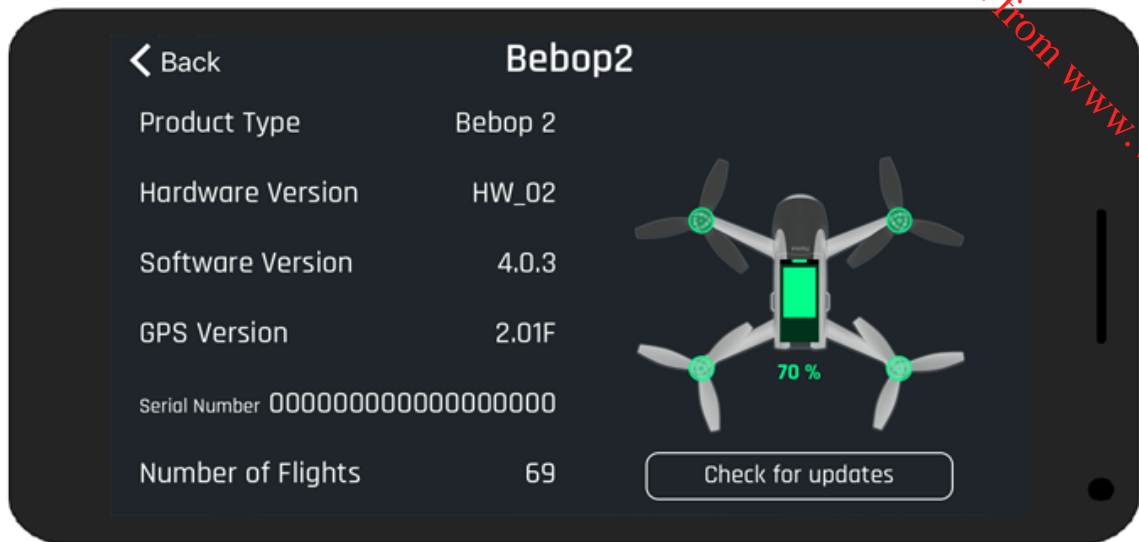 from www.
Back
Bebop2
Product Type Bebop 2
Hardware Version HW_02
Software Version 4.0.3
GPS Version 2.01F
Serial Number 000000000000000000
Number of Flights 69
70 %
Check for updates